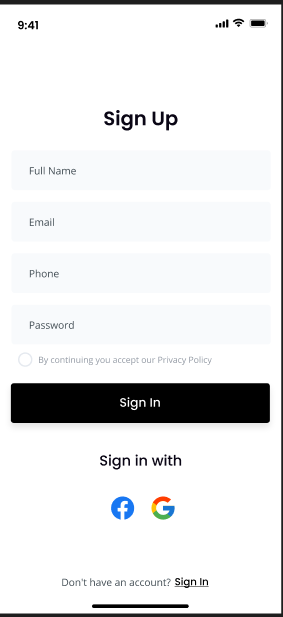 9:41
Sign Up
Full Name
Email
Phone
Password
By continuing you accept our Privacy Policy
Sign In
Sign in with
Don't have an account? Sign In